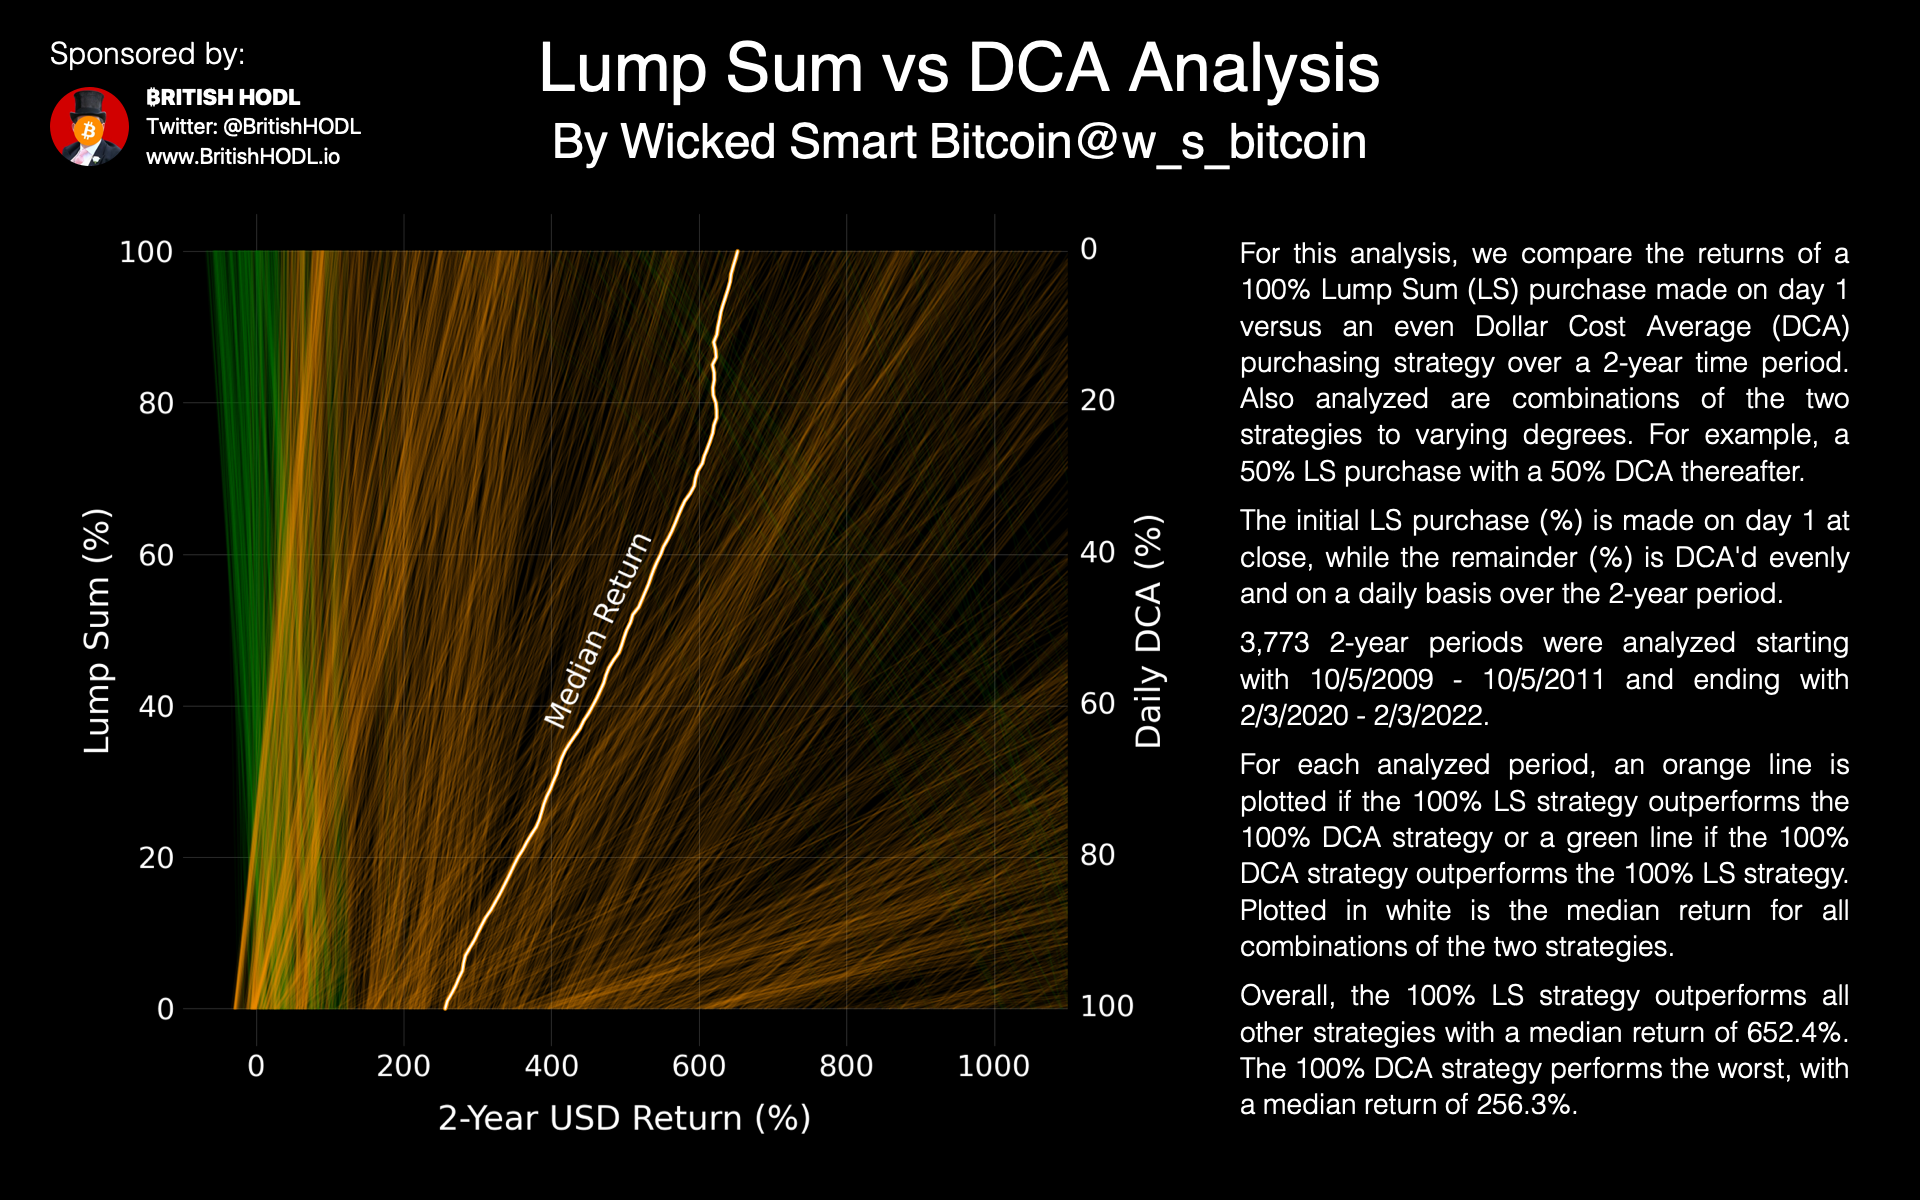 Sponsored by:
₿RITISH HODL
Twitter: @BritishHODL
www.BritishHODL.io
Lump Sum vs DCA Analysis
By Wicked Smart Bitcoin@w_s_bitcoin
100
80
60
40
20
0
Lump Sum (%)
Median Return
0
20
40
60
80
100
Daily DCA (%)
0
200
400
600
800
1000
2-Year USD Return (%)
For this analysis, we compare the returns of a
100% Lump Sum (LS) purchase made on day 1
versus an even Dollar Cost Average (DCA)
purchasing strategy over a 2-year time period.
Also analyzed are combinations of the two
strategies to varying degrees. For example, a
50% LS purchase with a 50% DCA thereafter.
The initial LS purchase (%) is made on day 1 at
close, while the remainder (%) is DCA'd evenly
and on a daily basis over the 2-year period.
3,773 2-year periods were analyzed starting
with 10/5/2009 - 10/5/2011 and ending with
2/3/2020 - 2/3/2022.
For each analyzed period, an orange line is
plotted if the 100% LS strategy outperforms the
100% DCA strategy or a green line if the 100%
DCA strategy outperforms the 100% LS strategy.
Plotted in white is the median return for all
combinations of the two strategies.
Overall, the 100% LS strategy outperforms all
other strategies with a median return of 652.4%.
The 100% DCA strategy performs the worst, with
a median return of 256.3%.